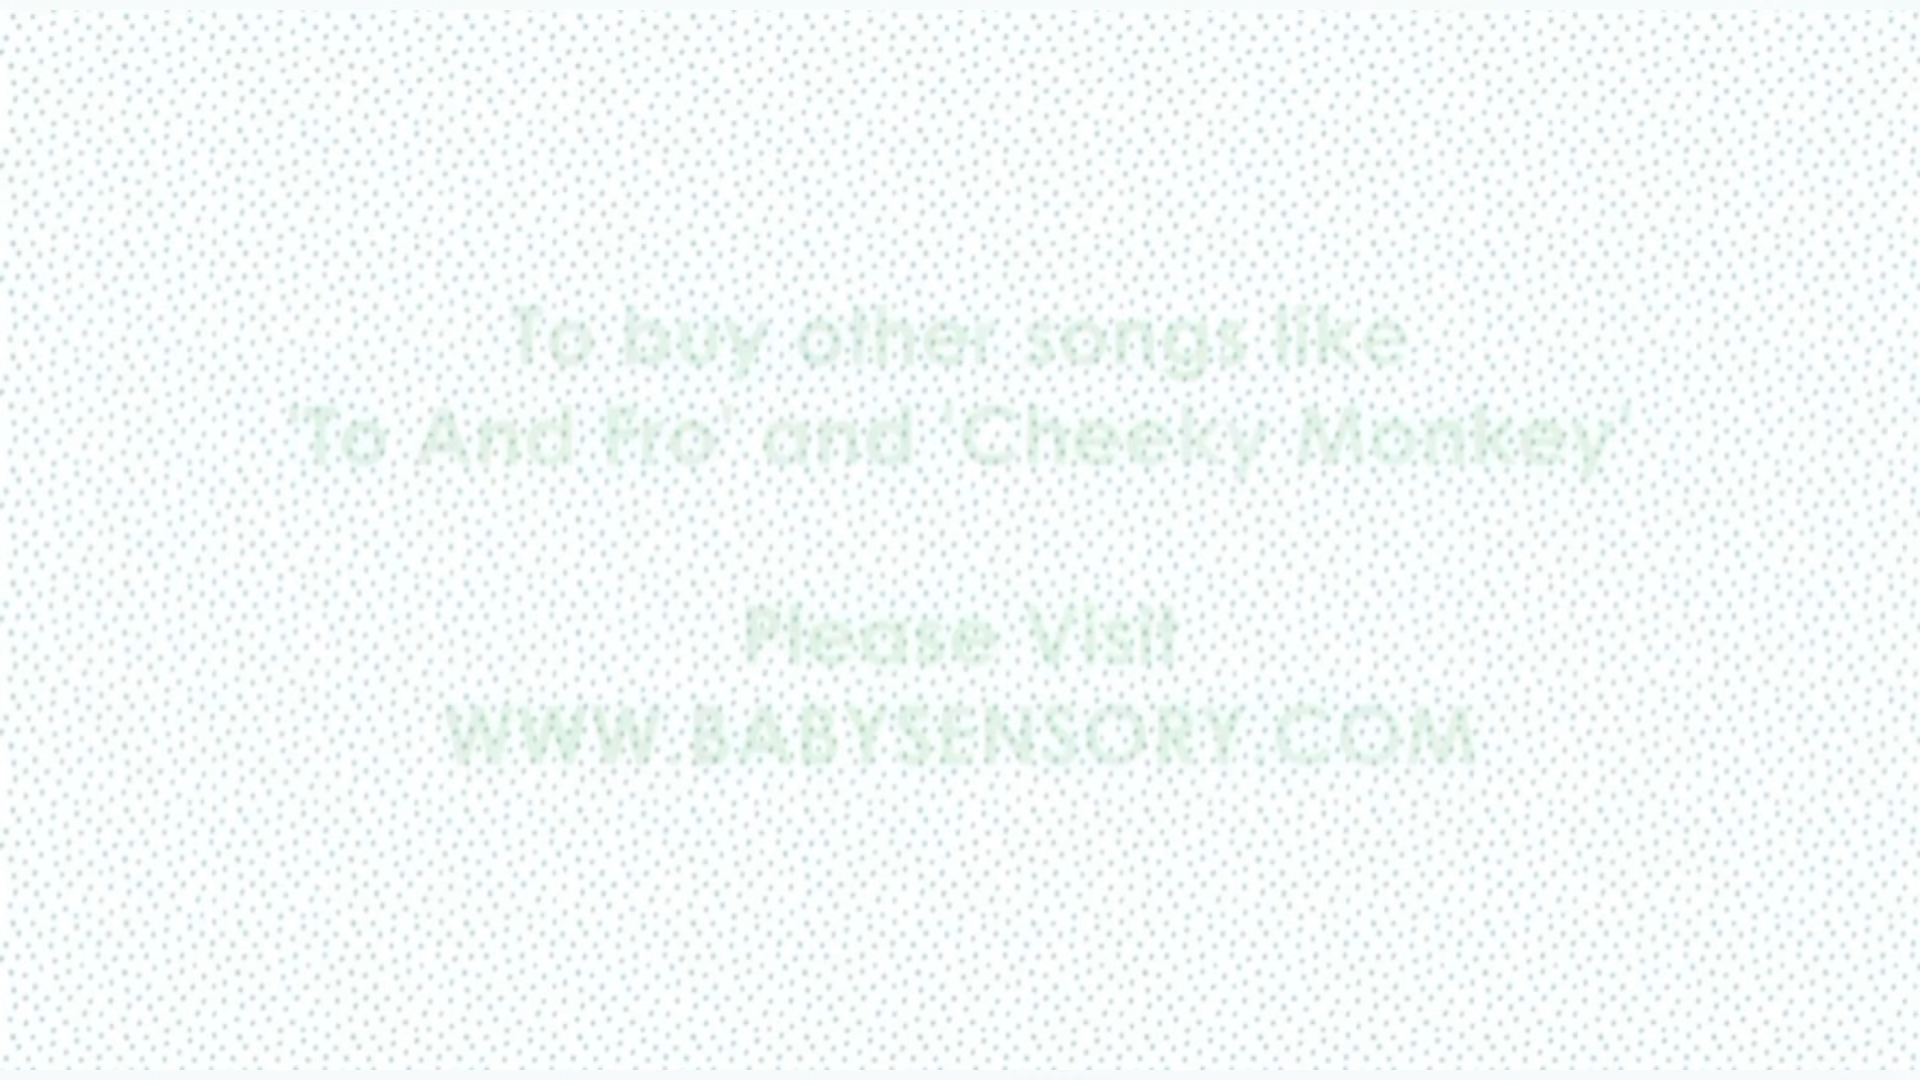 To buy other songs like
'To And Fro' and 'Cheeky Monkey'
Please Visit
WWW.BABYSENSORY.COM